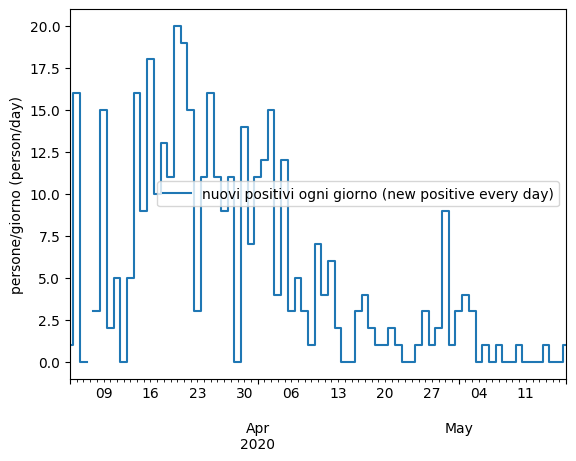 20.0
17.5
15.0
12.5
10.0
7.5
5.0
2.5
0.0
persone/giorno (person/day)
nuovi positivi ogni giorno (new positive every day)
09 16 23 30 06 13 20 27 04 11
Apr May
2020